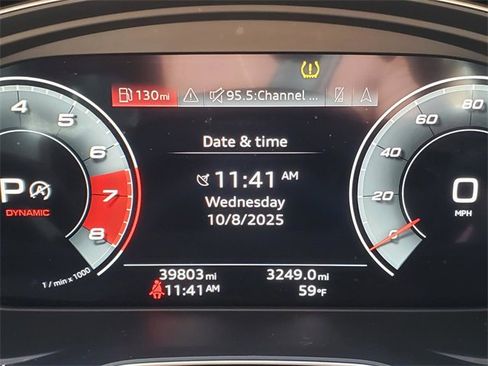 130mi
95.5:Channel ...
Date & time
11:41 AM
Wednesday
10/8/2025
4
5
6
7
8
P
DYNAMIC
1 / min x 1000
80
60
40
20
0
0
MPH
39803 mi
3249.0 mi
11:41 AM
59°F